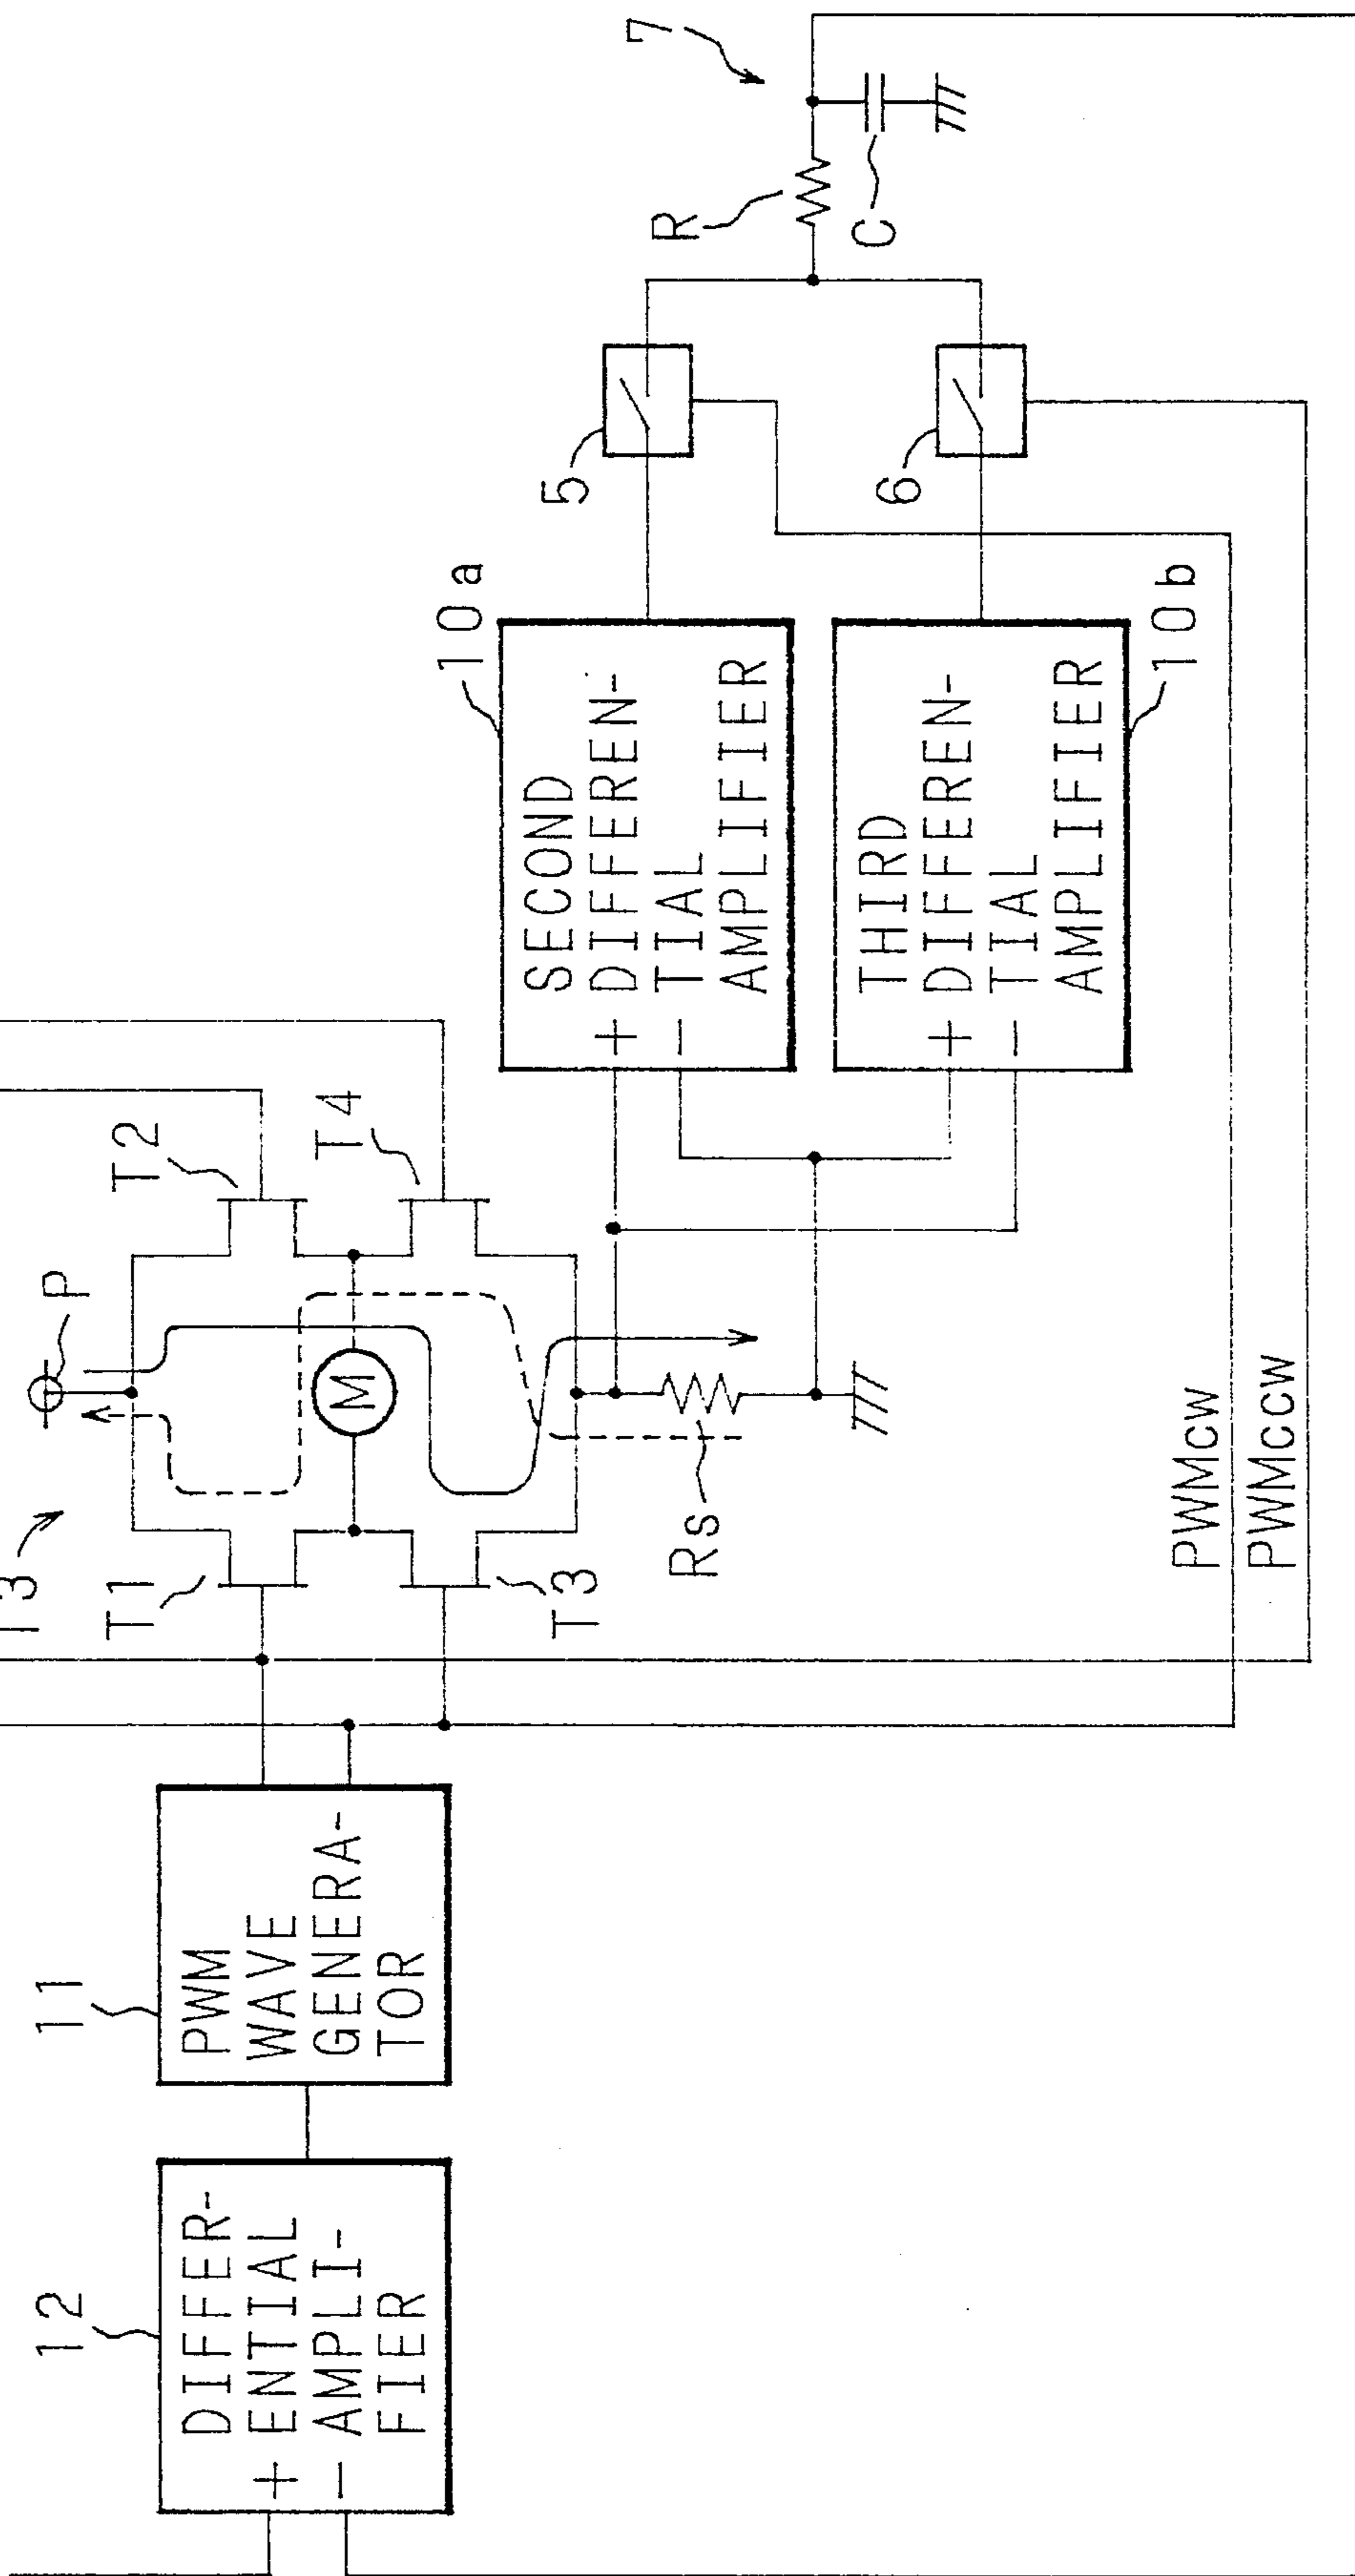 12
DIFFER-
ENTIAL
AMPLI-
FIER
+
−
11
PWM
WAVE
GENERA-
TOR
T3
T1
T3
P
M
T2
T4
Rs
PWMcw
PWMccw
10a
SECOND
DIFFEREN-
TIAL
AMPLIFIER
+
−
THIRD
DIFFEREN-
TIAL
AMPLIFIER
+
−
10b
5
6
R
C
7